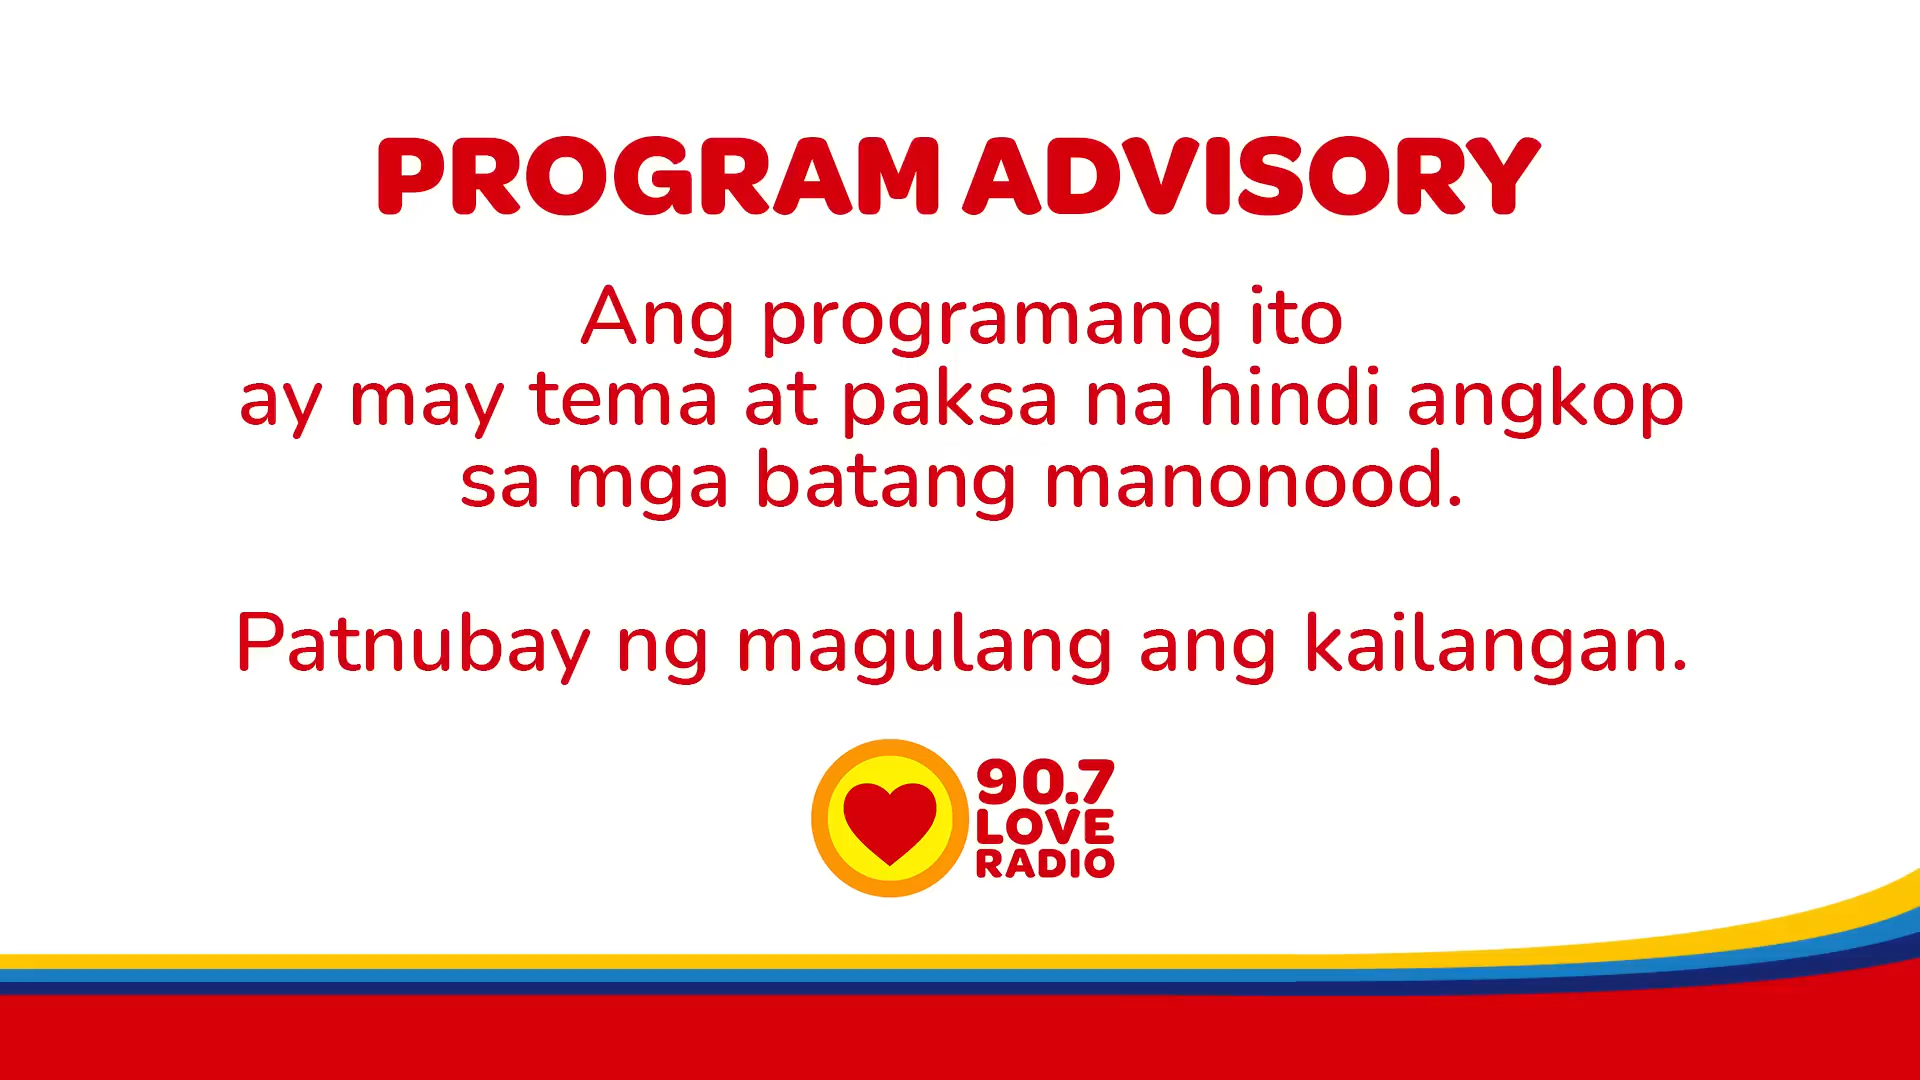 PROGRAM ADVISORY
Ang programang ito
ay may tema at paksa na hindi angkop
sa mga batang manonood.
Patnubay ng magulang ang kailangan.
90.7
LOVE
RADIO